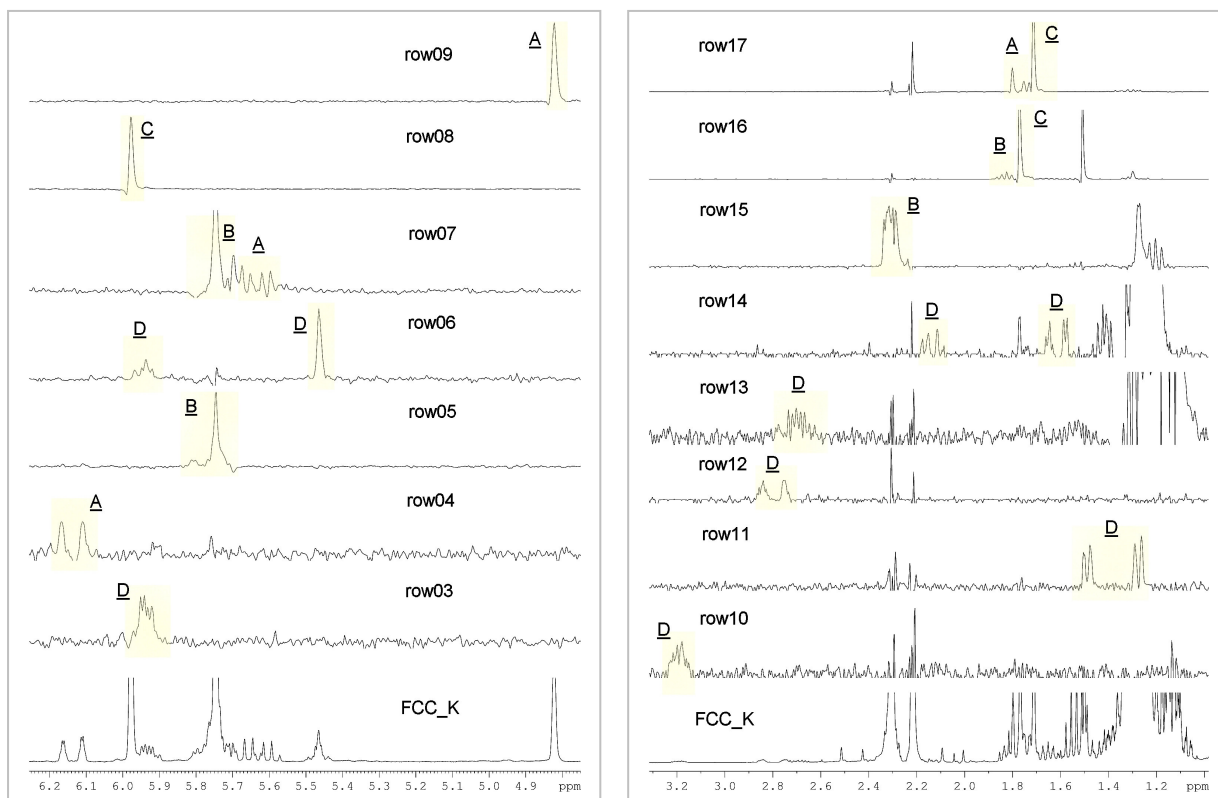 A
row09
C
row08
B
A
row07
D
D
row06
B
row05
A
row04
D
row03
FCC_K
6.2 6.1 6.0 5.9 5.8 5.7 5.6 5.5 5.4 5.3 5.2 5.1 5.0 4.9 ppm
row17
A
C
row16
B
C
row15
B
row14
D
D
row13
D
row12
D
row11
D
row10
D
FCC_K
3.2 3.0 2.8 2.6 2.4 2.2 2.0 1.8 1.6 1.4 1.2 ppm